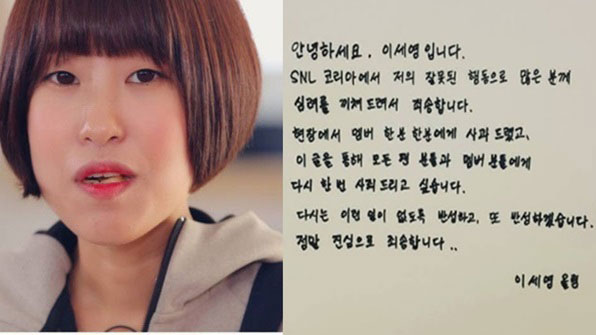 안녕하세요, 이세영입니다.
SNL 코리아에서 저의 잘못된 행동으로 많은 분께
심려를 끼쳐 드려서 죄송합니다.
현장에서 멤버 한분 한분에게 사과 드렸고,
이 글을 통해 모든 팬 분들과 멤버 분들에게
다시 한 번 사죄 드리고 싶습니다.
다시는 이런 일이 없도록 반성하고, 또 반성하겠습니다.
정말 진심으로 죄송합니다..
이세영 올림